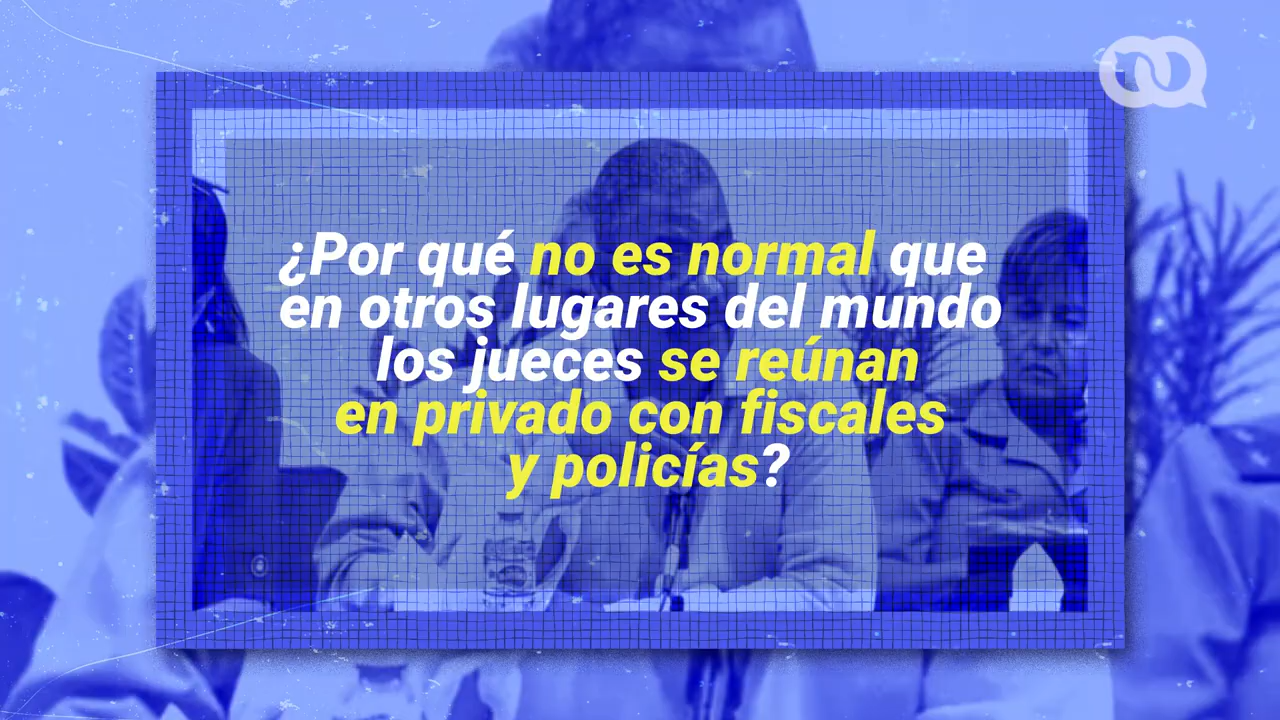 ¿Por qué no es normal que
en otros lugares del mundo
los jueces se reúnan
en privado con fiscales
y policías?